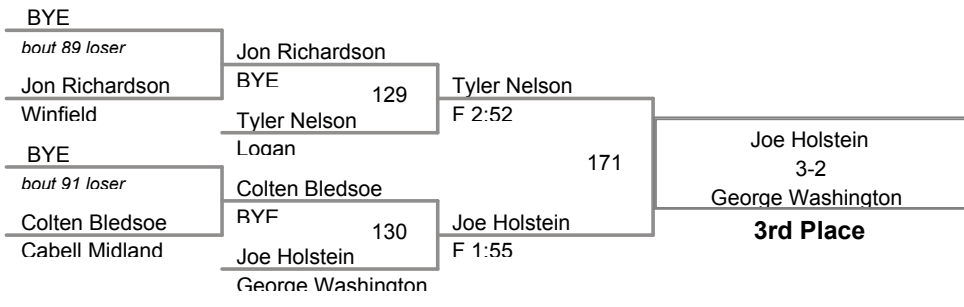 BYE
bout 89 loser
Jon Richardson
Winfield
Jon Richardson
BYE
129
Tyler Nelson
Logan
Tyler Nelson
F 2:52
BYE
bout 91 loser
Colten Bledsoe
Cabell Midland
Colten Bledsoe
BYE
130
Joe Holstein
George Washington
Joe Holstein
F 1:55
171
Joe Holstein
3-2
George Washington
3rd Place